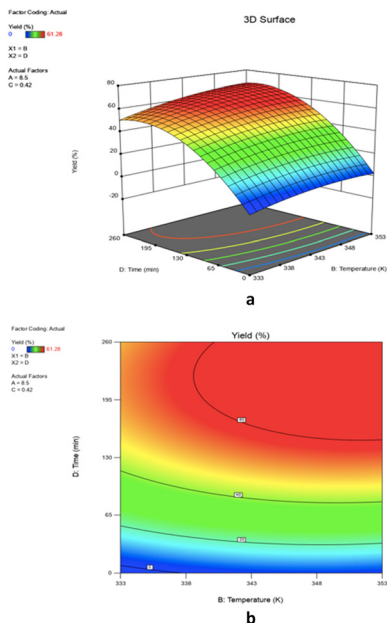 Factor Coding: Actual
3D Surface
Yield (%)
0 61.28
X1 = B
X2 = D
Actual Factors
A = 8.5
C = 0.42
80
60
40
20
0
-20
Yield (%)
260
195
130
65
0
D: Time (min)
353
348
343
338
333
B: Temperature (K)
a
Factor Coding: Actual
Yield (%)
Yield (%)
0 61.28
X1 = B
X2 = D
Actual Factors
A = 8.5
C = 0.42
260
195
130
65
0
D: Time (min)
0
333
338
343
348
353
B: Temperature (K)
b